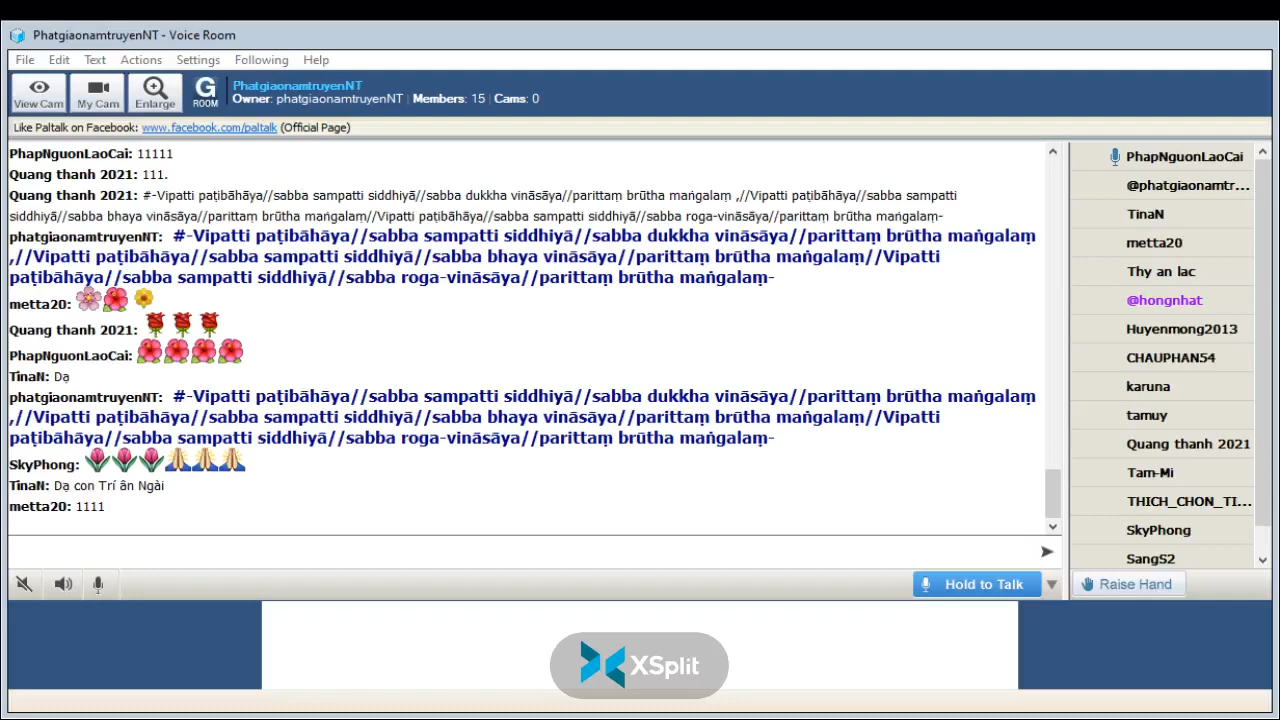 PhatgiaonamtruyenNT - Voice Room
File Edit Text Actions Settings Following Help
View Cam My Cam Enlarge G ROOM
PhatgiaonamtruyenNT
Owner: phatgiaonamtruyenNT | Members: 15 | Cams: 0
Like Paltalk on Facebook: www.facebook.com/paltalk (Official Page)
PhapNguonLaoCai: 11111
Quang thanh 2021: 111.
Quang thanh 2021: #-Vipatti paṭibāhāya//sabba sampatti siddhiyā//sabba dukkha vināsāya//parittaṃ brūtha maṅgalaṃ ,//Vipatti paṭibāhāya//sabba sampatti
siddhiyā//sabba bhaya vināsāya//parittaṃ brūtha maṅgalaṃ//Vipatti paṭibāhāya//sabba sampatti siddhiyā//sabba roga-vināsāya//parittaṃ brūtha maṅgalaṃ-
phatgiaonamtruyenNT: #-Vipatti paṭibāhāya//sabba sampatti siddhiyā//sabba dukkha vināsāya//parittaṃ brūtha maṅgalaṃ
,//Vipatti paṭibāhāya//sabba sampatti siddhiyā//sabba bhaya vināsāya//parittaṃ brūtha maṅgalaṃ//Vipatti
paṭibāhāya//sabba sampatti siddhiyā//sabba roga-vināsāya//parittaṃ brūtha maṅgalaṃ-
metta20:
Quang thanh 2021:
PhapNguonLaoCai:
TinaN: Dạ
phatgiaonamtruyenNT: #-Vipatti paṭibāhāya//sabba sampatti siddhiyā//sabba dukkha vināsāya//parittaṃ brūtha maṅgalaṃ
,//Vipatti paṭibāhāya//sabba sampatti siddhiyā//sabba bhaya vināsāya//parittaṃ brūtha maṅgalaṃ//Vipatti
paṭibāhāya//sabba sampatti siddhiyā//sabba roga-vināsāya//parittaṃ brūtha maṅgalaṃ-
SkyPhong:
TinaN: Dạ con Trí ân Ngài
metta20: 1111
PhapNguonLaoCai
@phatgiaonamtr...
TinaN
metta20
Thy an lac
@hongnhat
Huyenmong2013
CHAUPHAN54
karuna
tamuy
Quang thanh 2021
Tam-Mi
THICH_CHON_TI...
SkyPhong
SangS2
Hold to Talk
Raise Hand
XSplit